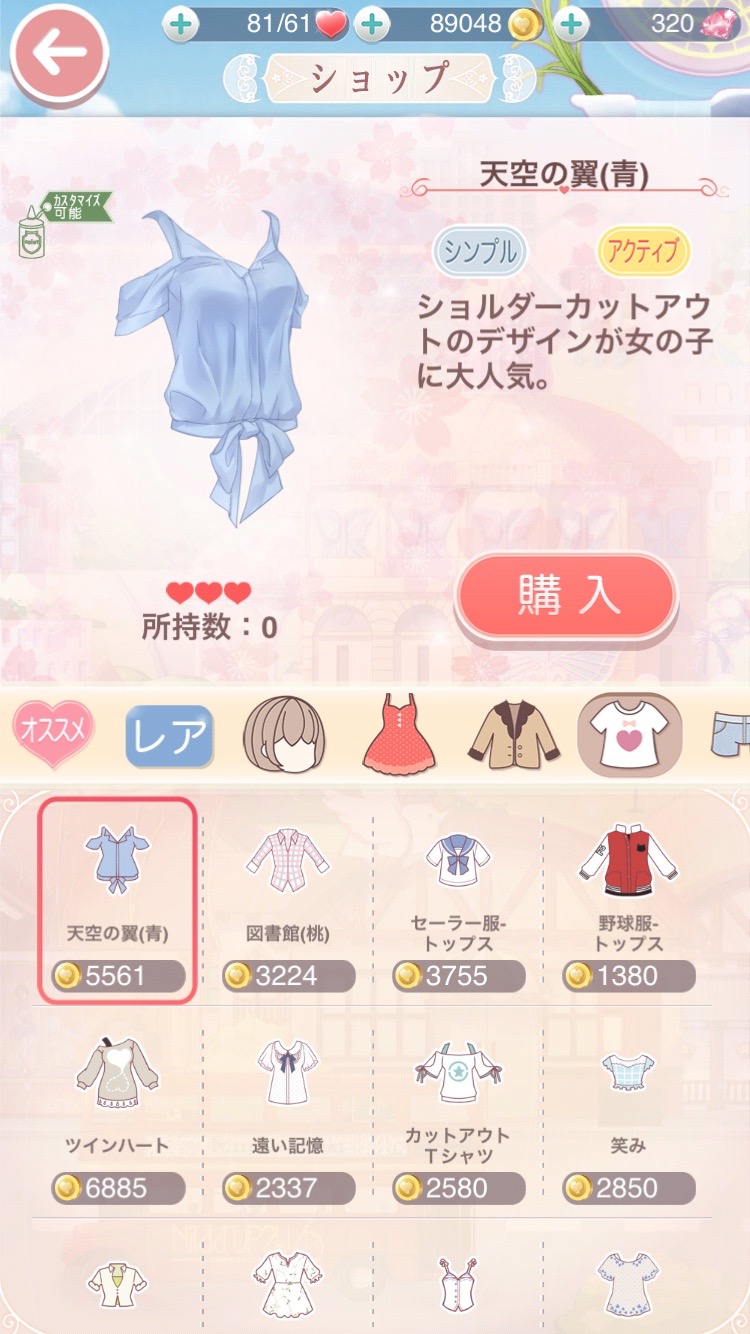 81/61
89048
320
ショップ
天空の翼(青)
カスタマイズ
可能
シンプル
アクティブ
ショルダーカットアウ
トのデザインが女の子
に大人気。
購入
所持数：0
オススメ
レア
天空の翼(青)
図書館(桃)
セーラー服-
トップス
野球服-
トップス
5561
3224
3755
1380
ツインハート
遠い記憶
カットアウト
Tシャツ
笑み
6885
2337
2580
2850